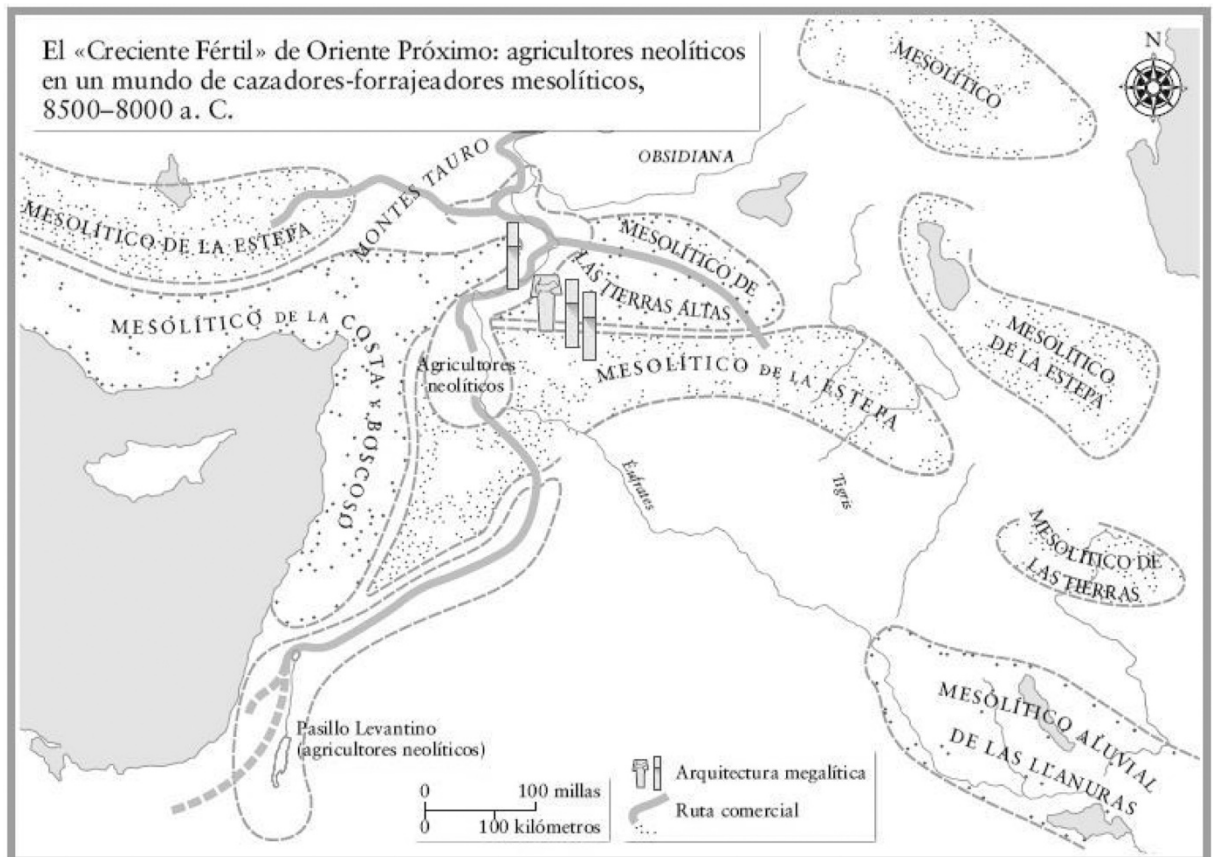 El «Creciente Fértil» de Oriente Próximo: agricultores neolíticos
en un mundo de cazadores-forrajeadores mesolíticos,
8500–8000 a. C.
N
MESOLÍTICO
OBSIDIANA
MONTES TAURO
MESOLÍTICO DE LA ESTEPA
MESOLÍTICO DE
LAS TIERRAS ALTAS
MESOLÍTICO DE LA COSTA Y BOSCOSO
Agricultores
neolíticos
MESOLÍTICO DE LA ESTEPA
MESOLÍTICO
DE LA ESTEPA
Éufrates
Tigris
MESOLÍTICO DE
LAS TIERRAS
MESOLÍTICO ALUVIAL
DE LAS LLANURAS
Pasillo Levantino
(agricultores neolíticos)
0 100 millas
0 100 kilómetros
Arquitectura megalítica
Ruta comercial